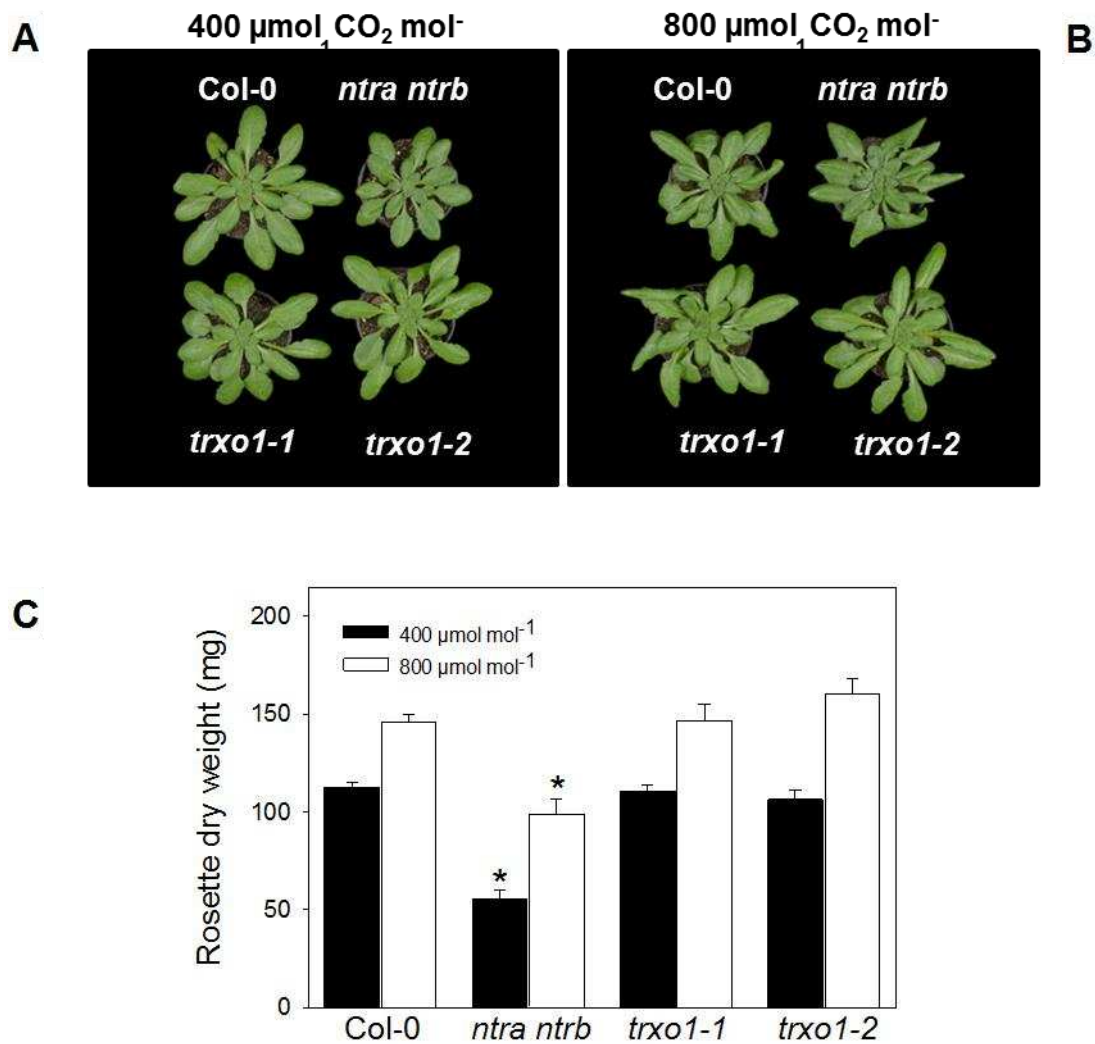 A
400 µmol CO₂ mol⁻
1
800 µmol CO₂ mol⁻
1
B
Col-0 ntra ntrb
trxo1-1 trxo1-2
Col-0 ntra ntrb
trxo1-1 trxo1-2
C
Rosette dry weight (mg)
200
150
100
50
0
400 µmol mol⁻¹
800 µmol mol⁻¹
*
*
Col-0 ntra ntrb trxo1-1 trxo1-2